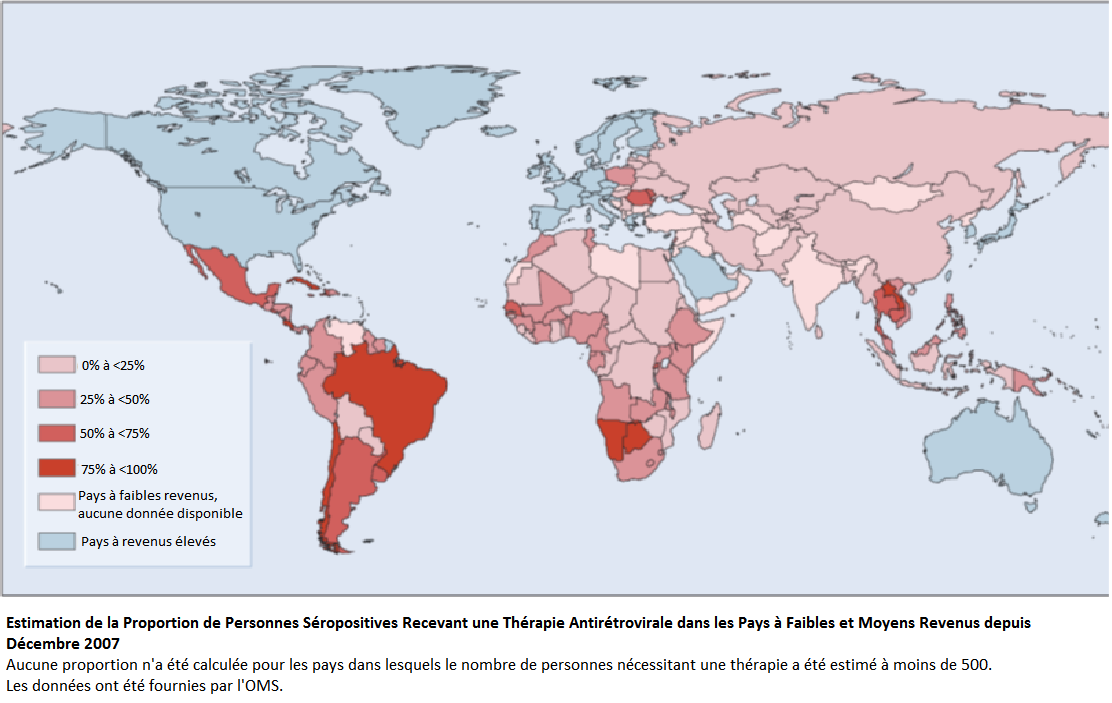 0% à <25%
25% à <50%
50% à <75%
75% à <100%
Pays à faibles revenus,
aucune donnée disponible
Pays à revenus élevés
Estimation de la Proportion de Personnes Séropositives Recevant une Thérapie Antirétrovirale dans les Pays à Faibles et Moyens Revenus depuis
Décembre 2007
Aucune proportion n'a été calculée pour les pays dans lesquels le nombre de personnes nécessitant une thérapie a été estimé à moins de 500.
Les données ont été fournies par l'OMS.